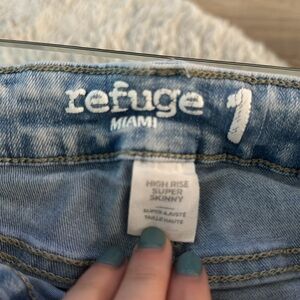 refuge 1
MIAMI
HIGH RISE
SUPER
SKINNY
SUPER AJUSTÉ
TAILLE HAUTE